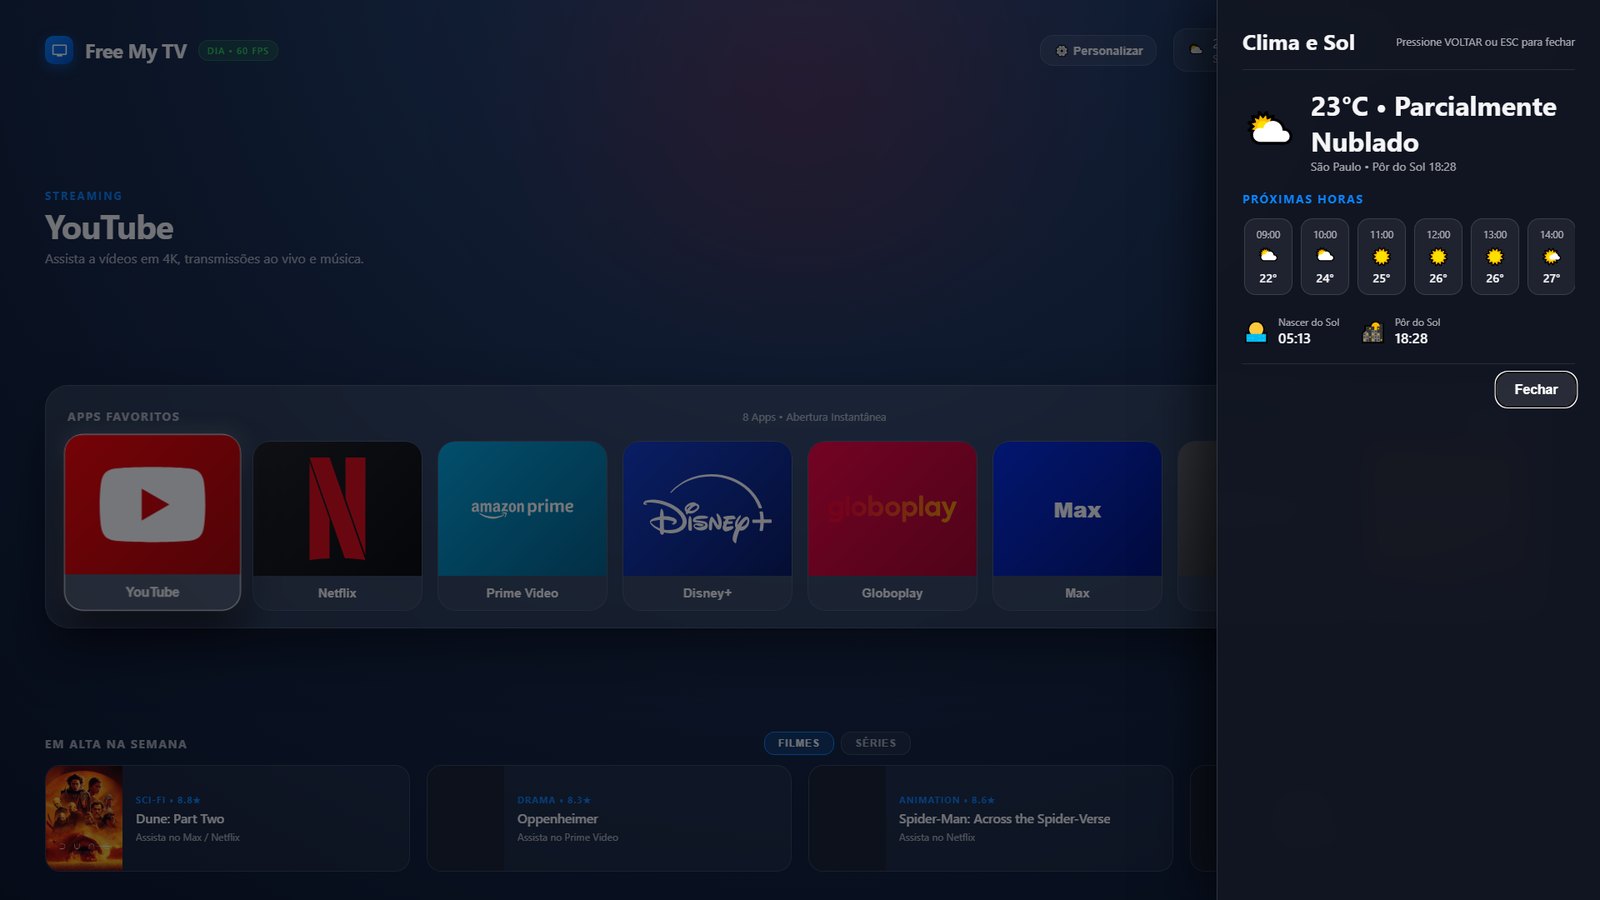 Free My TV
DIA • 60 FPS
Personalizar
STREAMING
YouTube
Assista a vídeos em 4K, transmissões ao vivo e música.
APPS FAVORITOS
8 Apps • Abertura Instantânea
YouTube
Netflix
amazon prime
Prime Video
Disney+
Disney+
globoplay
Globoplay
Max
Max
EM ALTA NA SEMANA
FILMES
SÉRIES
DUNE
SCI-FI • 8.8★
Dune: Part Two
Assista no Max / Netflix
DRAMA • 8.3★
Oppenheimer
Assista no Prime Video
ANIMATION • 8.6★
Spider-Man: Across the Spider-Verse
Assista no Netflix
Clima e Sol
Pressione VOLTAR ou ESC para fechar
23°C • Parcialmente
Nublado
São Paulo • Pôr do Sol 18:28
PRÓXIMAS HORAS
09:00
22°
10:00
24°
11:00
25°
12:00
26°
13:00
26°
14:00
27°
Nascer do Sol
05:13
Pôr do Sol
18:28
Fechar